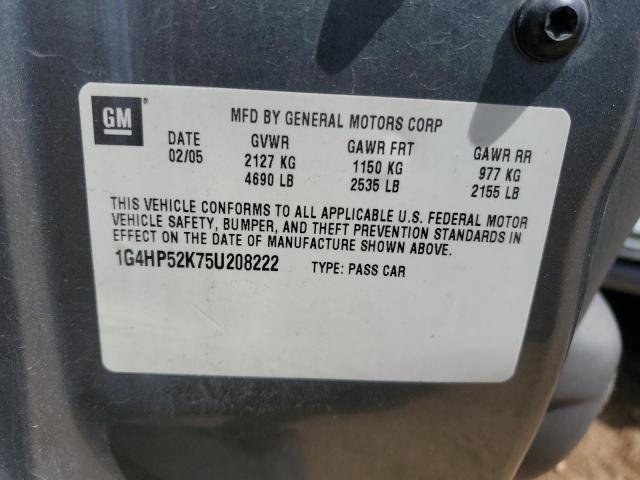 GM®
MFD BY GENERAL MOTORS CORP
DATE GVWR GAWR FRT GAWR RR
02/05 2127 KG 1150 KG 977 KG
4690 LB 2535 LB 2155 LB
THIS VEHICLE CONFORMS TO ALL APPLICABLE U.S. FEDERAL MOTOR
VEHICLE SAFETY, BUMPER, AND THEFT PREVENTION STANDARDS IN
EFFECT ON THE DATE OF MANUFACTURE SHOWN ABOVE.
1G4HP52K75U208222 TYPE: PASS CAR